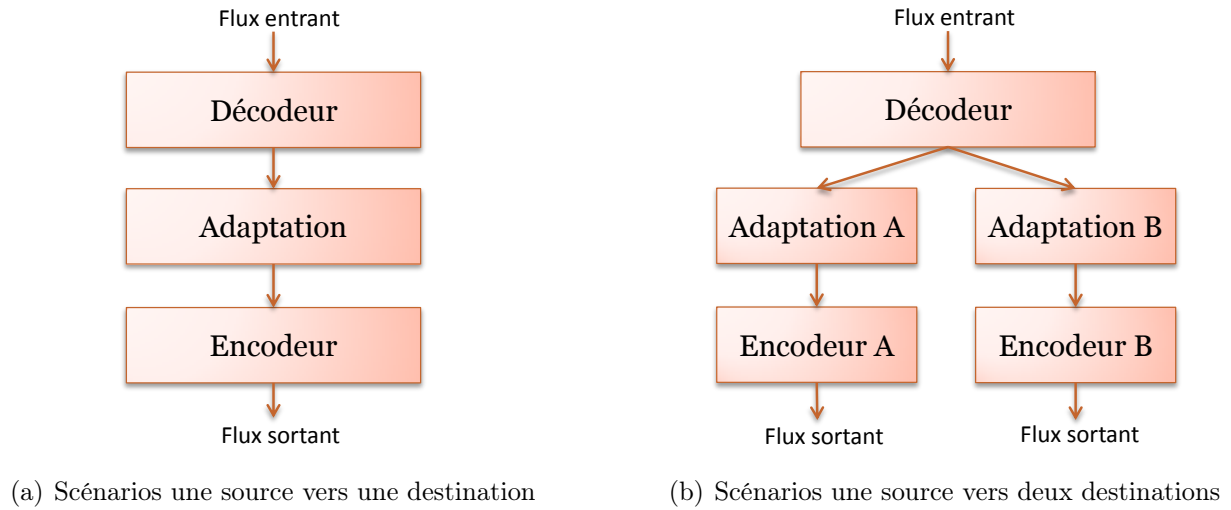 Flux entrant
Décodeur
Adaptation
Encodeur
Flux sortant
(a) Scénarios une source vers une destination
Flux entrant
Décodeur
Adaptation A
Adaptation B
Encodeur A
Encodeur B
Flux sortant
Flux sortant
(b) Scénarios une source vers deux destinations